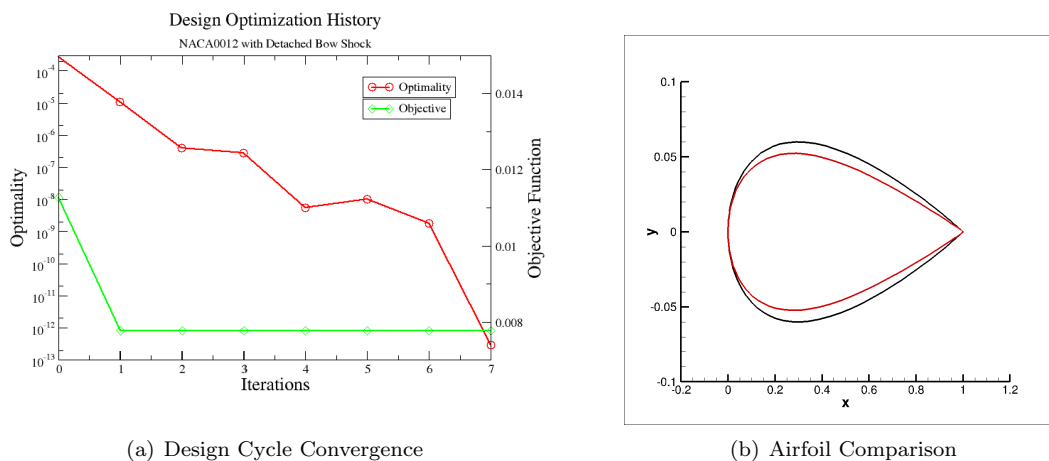 Design Optimization History
NACA0012 with Detached Bow Shock
Optimality
Objective
10^-4
10^-5
10^-6
10^-7
10^-8
10^-9
10^-10
10^-11
10^-12
10^-13
Optimality
0.014
0.012
0.01
0.008
Objective Function
0 1 2 3 4 5 6 7
Iterations
(a) Design Cycle Convergence
0.1
0.05
0
-0.05
-0.1
y
-0.2 0 0.2 0.4 0.6 0.8 1 1.2
x
(b) Airfoil Comparison